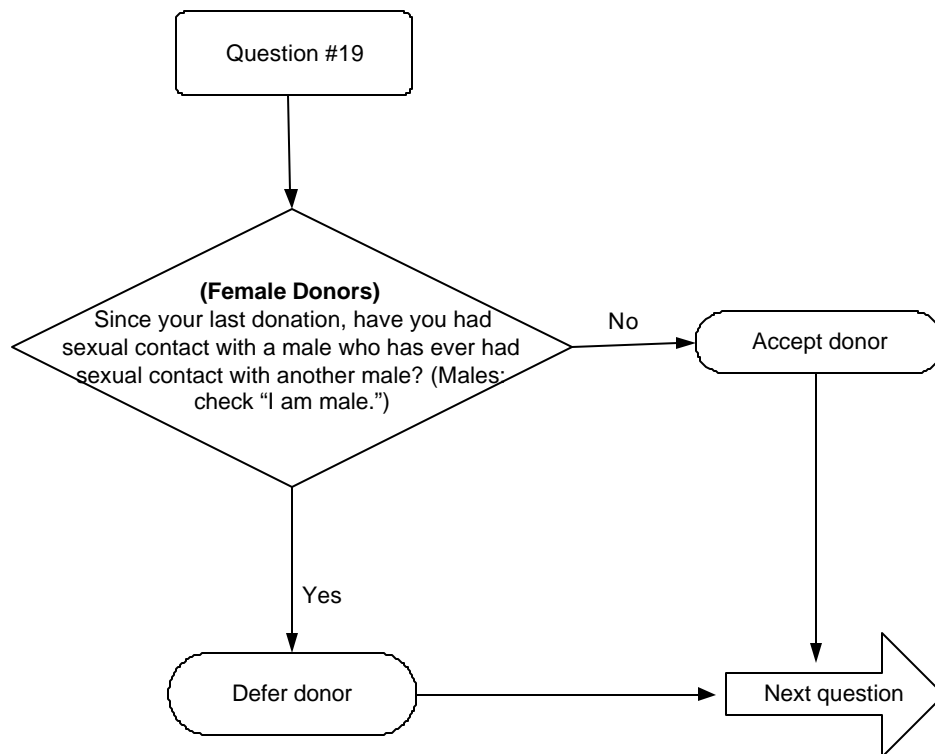 Question #19
(Female Donors)
Since your last donation, have you had
sexual contact with a male who has ever had
sexual contact with another male? (Males:
check “I am male.”)
No
Accept donor
Yes
Defer donor
Next question